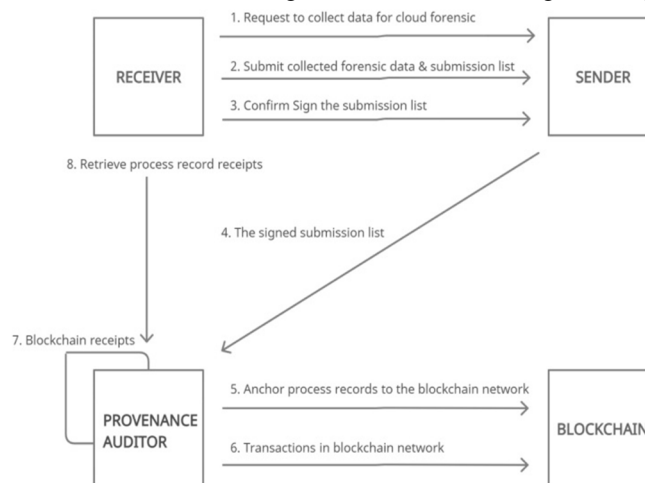 1. Request to collect data for cloud forensic
RECEIVER
2. Submit collected forensic data & submission list
SENDER
3. Confirm Sign the submission list
8. Retrieve process record receipts
4. The signed submission list
7. Blockchain receipts
5. Anchor process records to the blockchain network
PROVENANCE
AUDITOR
BLOCKCHAIN
6. Transactions in blockchain network